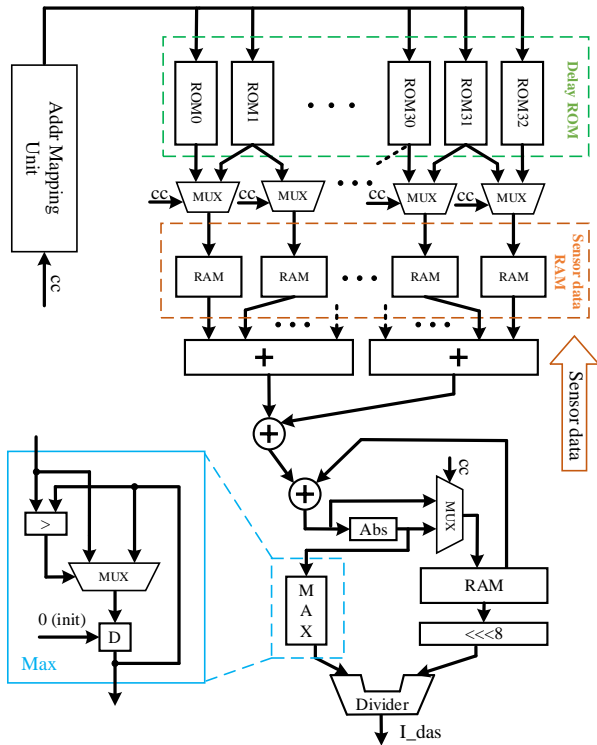 Addr Mapping
Unit
cc
ROM0
ROM1
• • •
ROM30
ROM31
ROM32
Delay ROM
cc
MUX
cc
MUX
• • •
cc
MUX
cc
MUX
RAM
RAM
• • •
RAM
RAM
Sensor data
RAM
• • •
• • •
+
+
Sensor data
+
+
cc
Abs
MUX
>
MUX
0 (init)
D
Max
M
A
X
RAM
<<<8
Divider
I_das